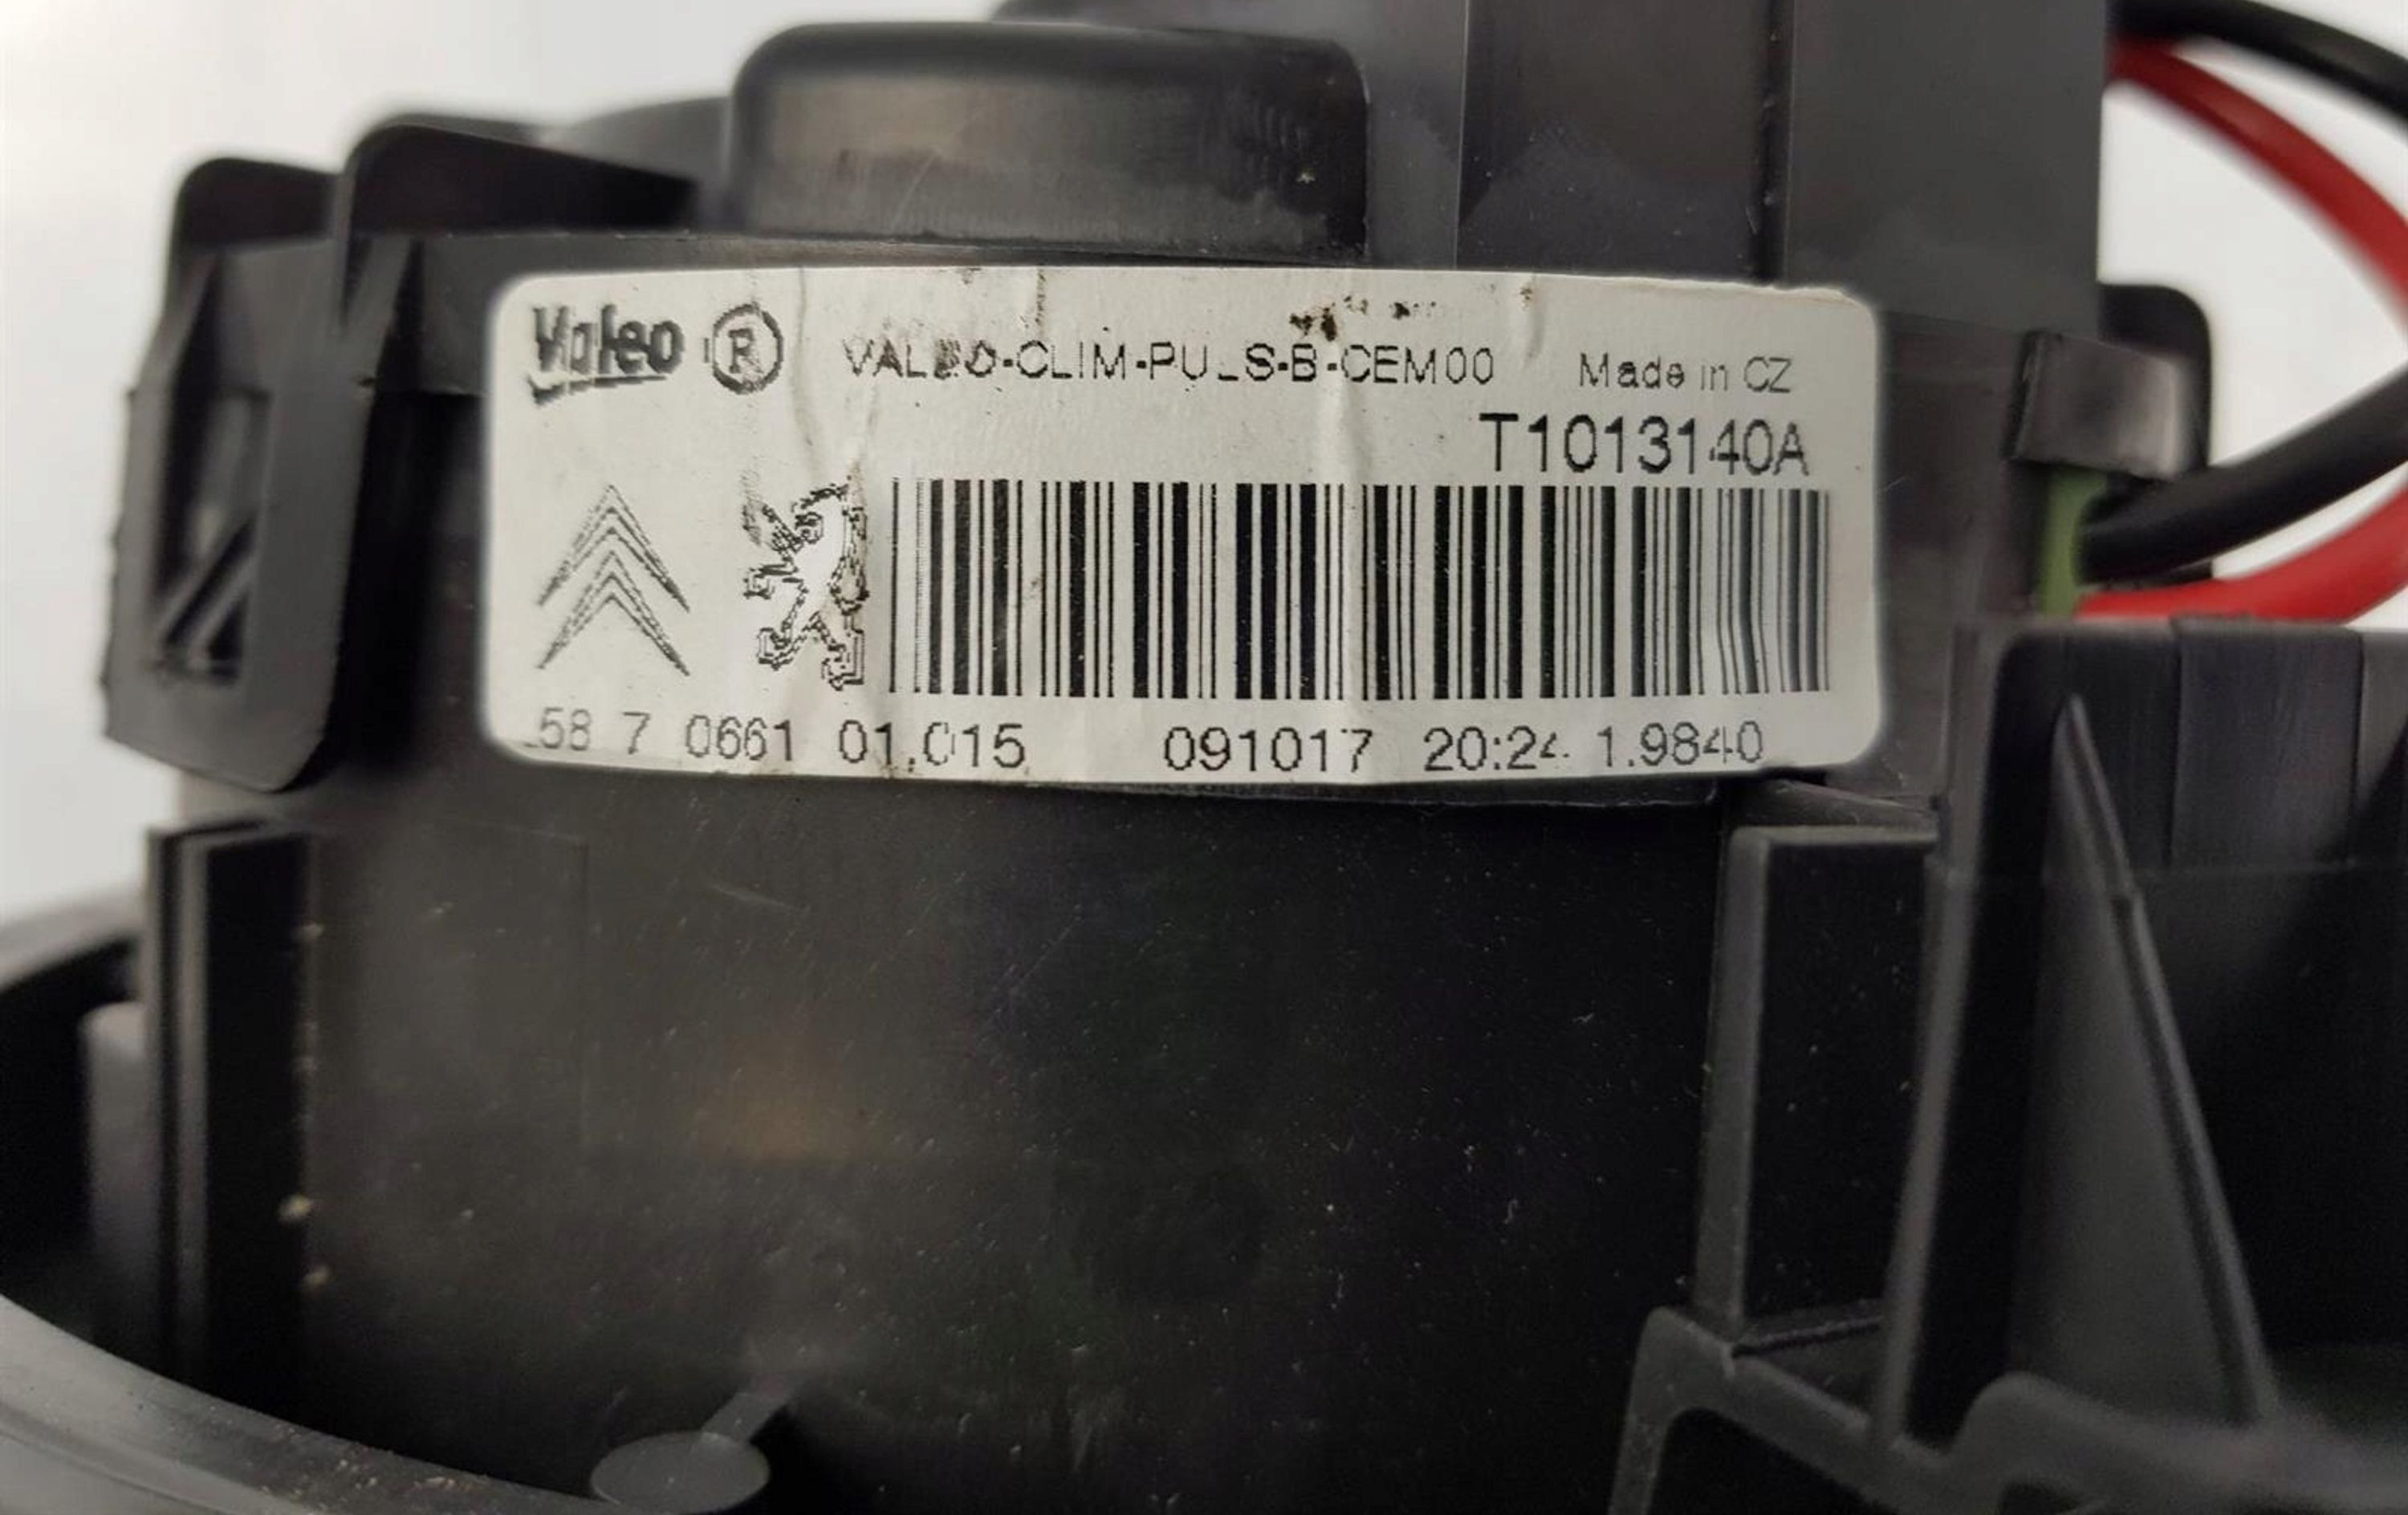 Valeo ® VALEO-CLIM-PULS-B-CEM00 Made in CZ
T1013140A
58 7 0661 01.015 091017 20:24 1.9840